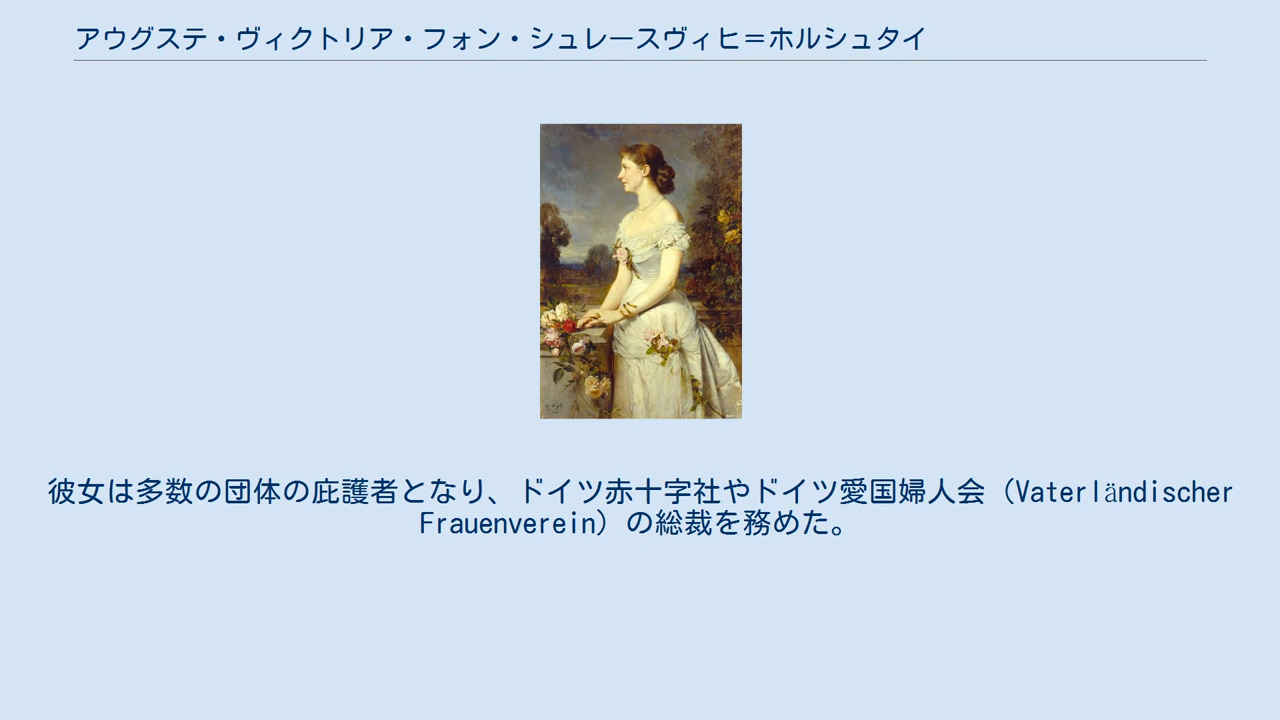 アウグステ・ヴィクトリア・フォン・シュレースヴィヒ＝ホルシュタイ
彼女は多数の団体の庇護者となり、ドイツ赤十字社やドイツ愛国婦人会（Vaterländischer
Frauenverein）の総裁を務めた。